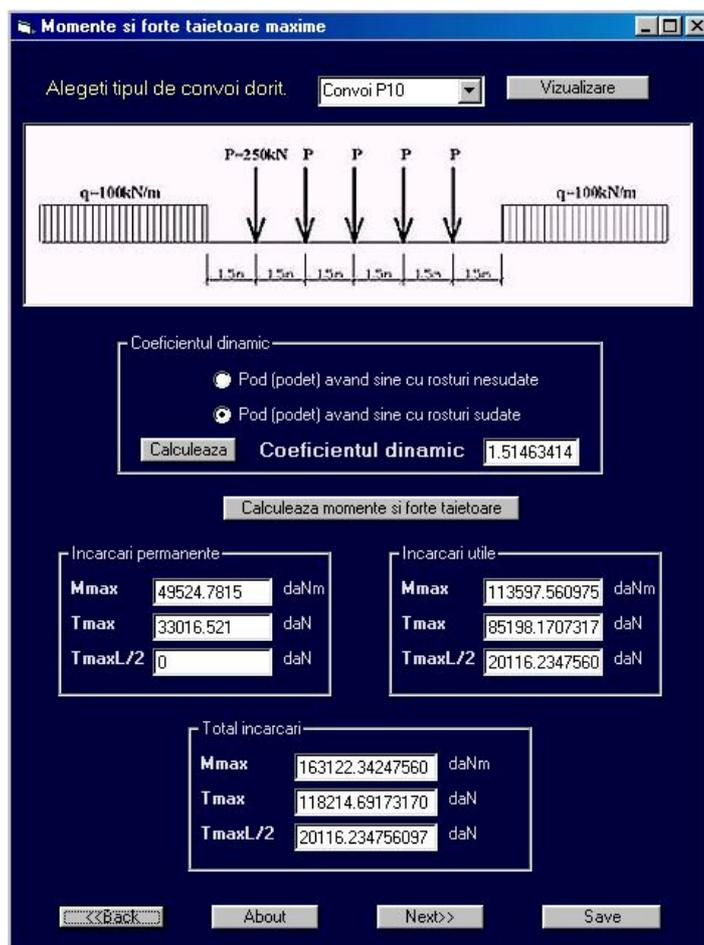 Momente si forte taietoare maxime
Alegeti tipul de convoi dorit. Convoi P10 Vizualizare
P=250kN P P P P
q=100kN/m q=100kN/m
1.5m 1.5m 1.5m 1.5m 1.5m 1.5m
Coeficientul dinamic
Pod (podet) avand sine cu rosturi nesudate
Pod (podet) avand sine cu rosturi sudate
Calculeaza Coeficientul dinamic 1.51463414
Calculeaza momente si forte taietoare
Incarcari permanente
Mmax 49524.7815 daNm
Tmax 33016.521 daN
TmaxL/2 0 daN
Incarcari utile
Mmax 113597.560975 daNm
Tmax 85198.1707317 daN
TmaxL/2 20116.2347560 daN
Total incarcari
Mmax 163122.34247560 daNm
Tmax 118214.69173170 daN
TmaxL/2 20116.234756097 daN
<<Back About Next>> Save